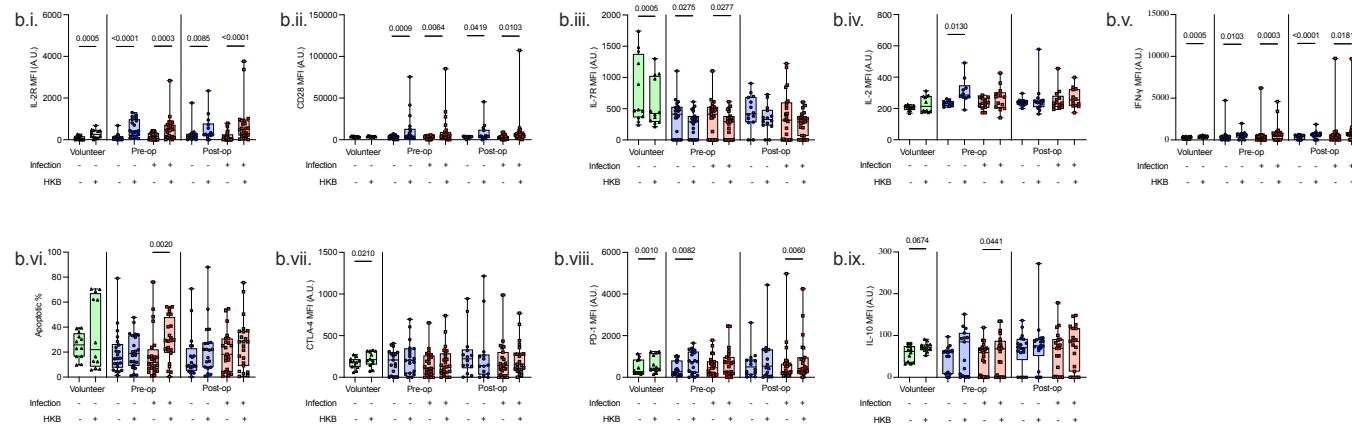 b.i.
IL-2R MFI (A.U.)
6000
4000
2000
0
0.0005
<0.0001
0.0003
0.0085
<0.0001
Volunteer
Pre-op
Post-op
Infection
- + - + - + - + - +
HKB
- - + + - - + +
b.ii.
CD28 MFI (A.U.)
150000
100000
50000
0
0.0009
0.0064
0.0419
0.0103
Volunteer
Pre-op
Post-op
Infection
- - + + - - + +
HKB
- + - + - + - + - +
b.iii.
IL-7R MFI (A.U.)
2000
1500
1000
500
0
0.0005
0.0275
0.0277
Volunteer
Pre-op
Post-op
Infection
- - + + - - + +
HKB
- + - + - + - + - +
b.iv.
IL-2 MFI (A.U.)
800
600
400
200
0
0.0130
Volunteer
Pre-op
Post-op
Infection
- - + + - - + +
HKB
- + - + - + - + - +
b.v.
IFNγ MFI (A.U.)
15000
10000
5000
0
0.0005
0.0103
0.0003
<0.0001
0.0181
Volunteer
Pre-op
Post-op
Infection
- - + + - - + +
HKB
- + - + - + - + - +
b.vi.
Apoptotic %
100
80
60
40
20
0
0.0020
Volunteer
Pre-op
Post-op
Infection
- - + + - - + +
HKB
- + - + - + - + - +
b.vii.
CTLA-4 MFI (A.U.)
1500
1000
500
0
0.0210
Volunteer
Pre-op
Post-op
Infection
- - + + - - + +
HKB
- + - + - + - + - +
b.viii.
PD-1 MFI (A.U.)
6000
4000
2000
0
0.0010
0.0082
0.0060
Volunteer
Pre-op
Post-op
Infection
- - + + - - + +
HKB
- + - + - + - + - +
b.ix.
IL-10 MFI (A.U.)
300
200
100
0
0.0674
0.0441
Volunteer
Pre-op
Post-op
Infection
- - + + - - + +
HKB
- + - + - + - + - +